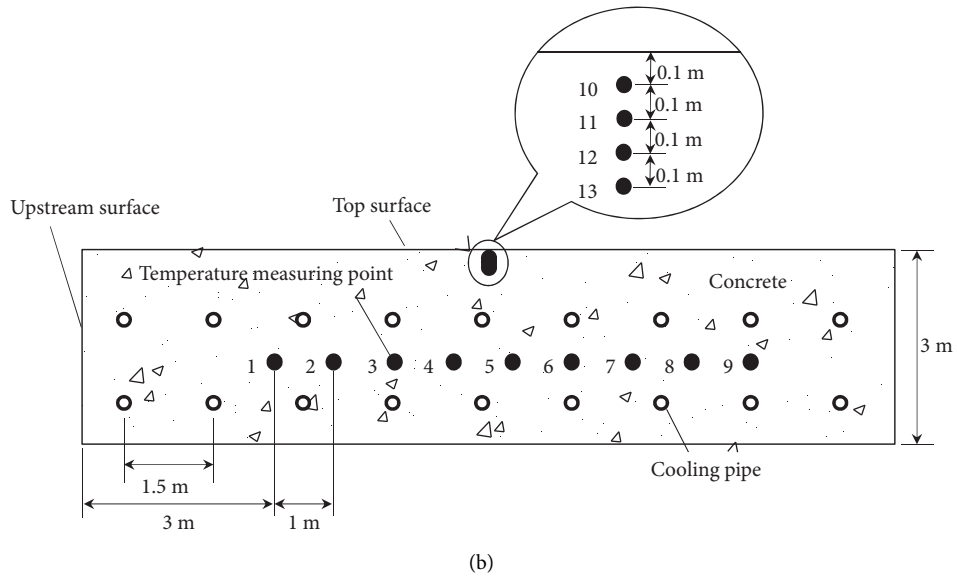 0.1 m
10
0.1 m
11
0.1 m
12
0.1 m
13
Upstream surface
Top surface
Temperature measuring point
Concrete
1 2 3 4 5 6 7 8 9
3 m
Cooling pipe
1.5 m
3 m
1 m
(b)